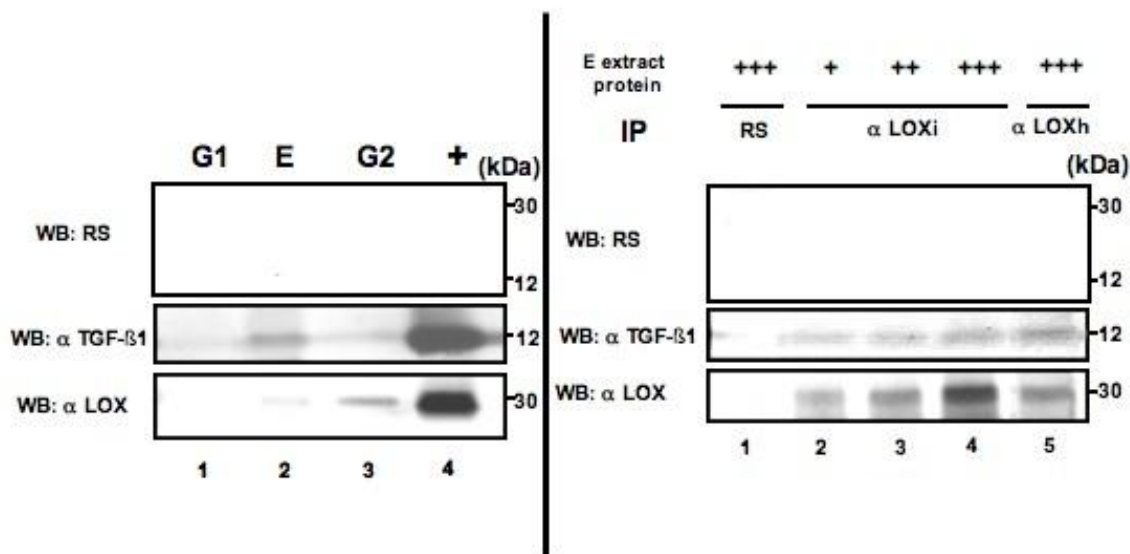 G1 E G2 + (kDa)
WB: RS
30
12
WB: α TGF-ß1
12
WB: α LOX
30
1 2 3 4
E extract
protein
+++ + ++ +++ +++
IP
RS α LOXi α LOXh
(kDa)
WB: RS
30
12
WB: α TGF-ß1
12
WB: α LOX
30
1 2 3 4 5